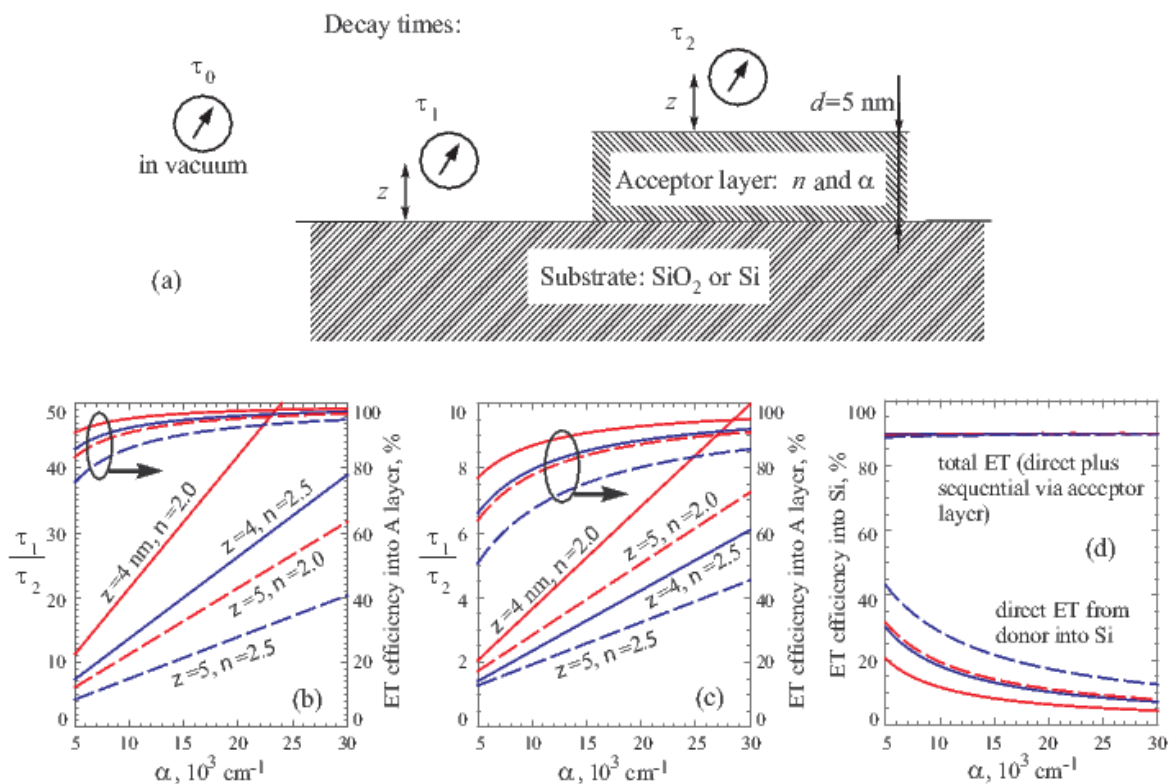 Decay times:
τ0
in vacuum
τ1
z
τ2
z
d=5 nm
Acceptor layer: n and α
Substrate: SiO2 or Si
(a)
50
40
30
20
10
0
τ1
τ2
100
80
60
40
20
0
ET efficiency into A layer, %
z=4 nm, n=2.0
z=4, n=2.5
z=5, n=2.0
z=5, n=2.5
(b)
5 10 15 20 25 30
α, 10³ cm⁻¹
10
8
6
4
2
0
τ1
τ2
100
80
60
40
20
0
ET efficiency into A layer, %
z=4 nm, n=2.0
z=5, n=2.0
z=4, n=2.5
z=5, n=2.5
(c)
5 10 15 20 25 30
α, 10³ cm⁻¹
ET efficiency into Si, %
100
80
60
40
20
0
total ET (direct plus
sequential via acceptor
layer)
(d)
direct ET from
donor into Si
5 10 15 20 25 30
α, 10³ cm⁻¹